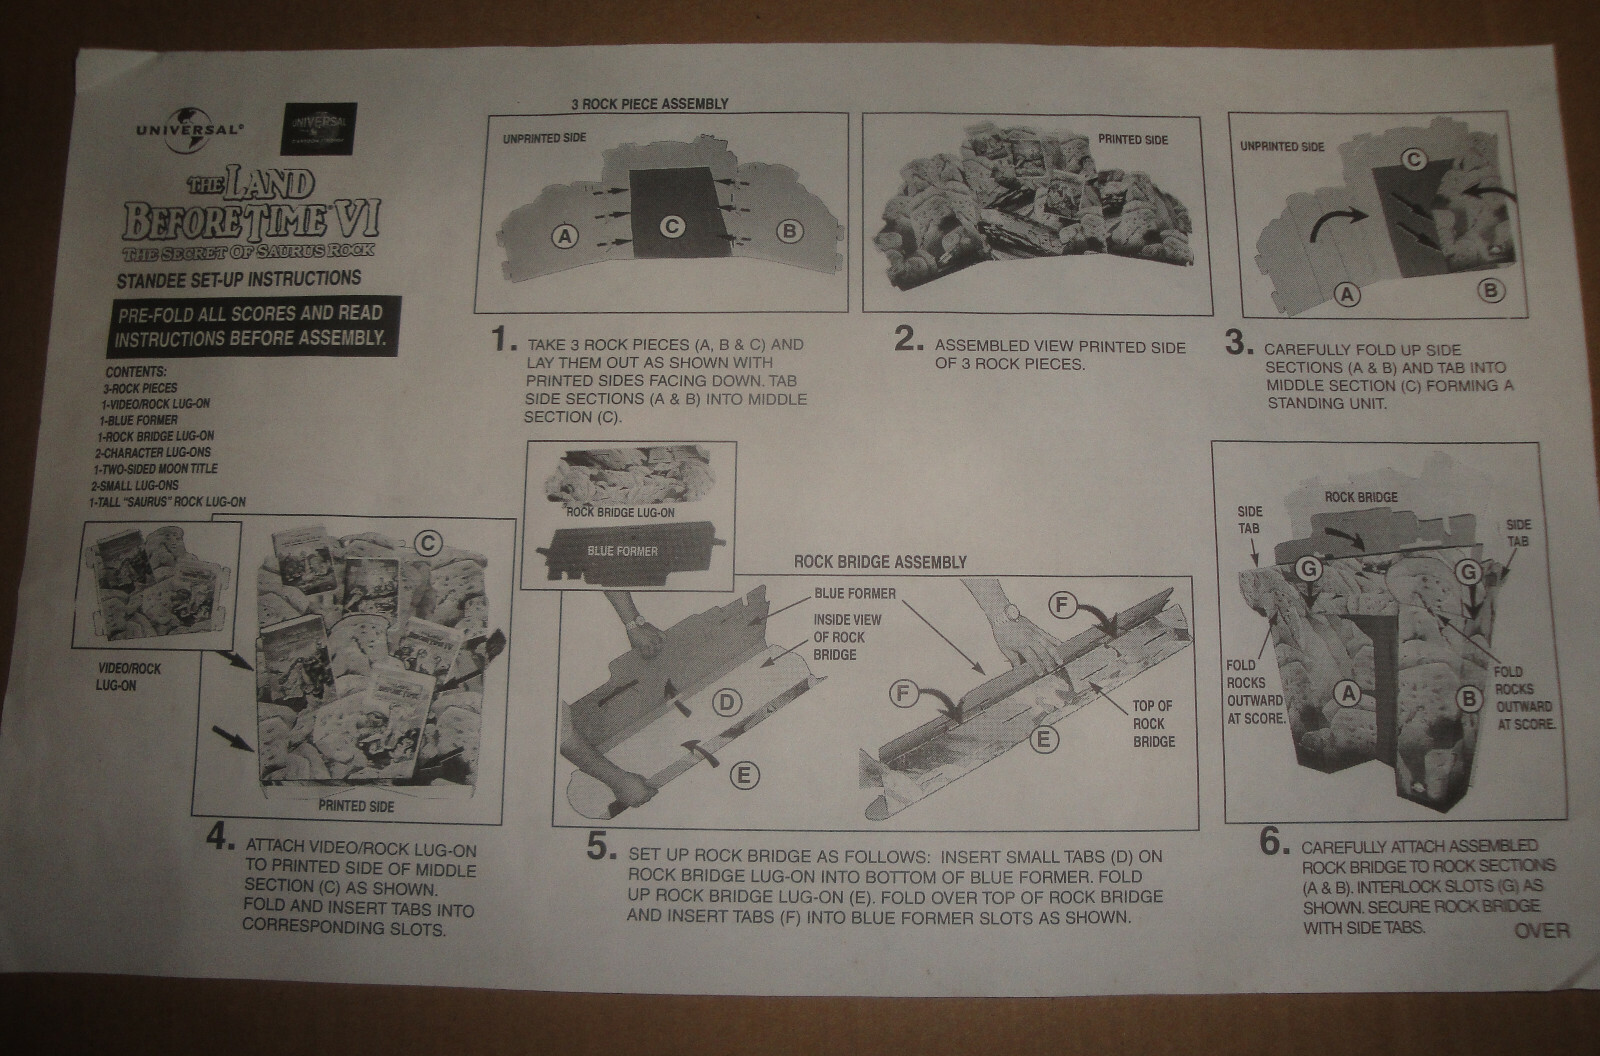 UNIVERSAL®
UNIVERSAL
THE LAND
BEFORE TIME VI
THE SECRET OF SAURUS ROCK
STANDEE SET-UP INSTRUCTIONS
PRE-FOLD ALL SCORES AND READ
INSTRUCTIONS BEFORE ASSEMBLY.
CONTENTS:
3-ROCK PIECES
1-VIDEO/ROCK LUG-ON
1-BLUE FORMER
1-ROCK BRIDGE LUG-ON
2-CHARACTER LUG-ONS
1-TWO-SIDED MOON TITLE
2-SMALL LUG-ONS
1-TALL "SAURUS" ROCK LUG-ON
3 ROCK PIECE ASSEMBLY
UNPRINTED SIDE
A
C
B
1. TAKE 3 ROCK PIECES (A, B & C) AND
LAY THEM OUT AS SHOWN WITH
PRINTED SIDES FACING DOWN. TAB
SIDE SECTIONS (A & B) INTO MIDDLE
SECTION (C).
PRINTED SIDE
2. ASSEMBLED VIEW PRINTED SIDE
OF 3 ROCK PIECES.
UNPRINTED SIDE
C
A
B
3. CAREFULLY FOLD UP SIDE
SECTIONS (A & B) AND TAB INTO
MIDDLE SECTION (C) FORMING A
STANDING UNIT.
C
VIDEO/ROCK
LUG-ON
PRINTED SIDE
4. ATTACH VIDEO/ROCK LUG-ON
TO PRINTED SIDE OF MIDDLE
SECTION (C) AS SHOWN.
FOLD AND INSERT TABS INTO
CORRESPONDING SLOTS.
ROCK BRIDGE LUG-ON
BLUE FORMER
ROCK BRIDGE ASSEMBLY
BLUE FORMER
INSIDE VIEW
OF ROCK
BRIDGE
D
E
F
F
E
TOP OF
ROCK
BRIDGE
5. SET UP ROCK BRIDGE AS FOLLOWS: INSERT SMALL TABS (D) ON
ROCK BRIDGE LUG-ON INTO BOTTOM OF BLUE FORMER. FOLD
UP ROCK BRIDGE LUG-ON (E). FOLD OVER TOP OF ROCK BRIDGE
AND INSERT TABS (F) INTO BLUE FORMER SLOTS AS SHOWN.
ROCK BRIDGE
SIDE
TAB
SIDE
TAB
G
G
FOLD
ROCKS
OUTWARD
AT SCORE.
A
B
FOLD
ROCKS
OUTWARD
AT SCORE.
6. CAREFULLY ATTACH ASSEMBLED
ROCK BRIDGE TO ROCK SECTIONS
(A & B). INTERLOCK SLOTS (G) AS
SHOWN. SECURE ROCK BRIDGE
WITH SIDE TABS.
OVER